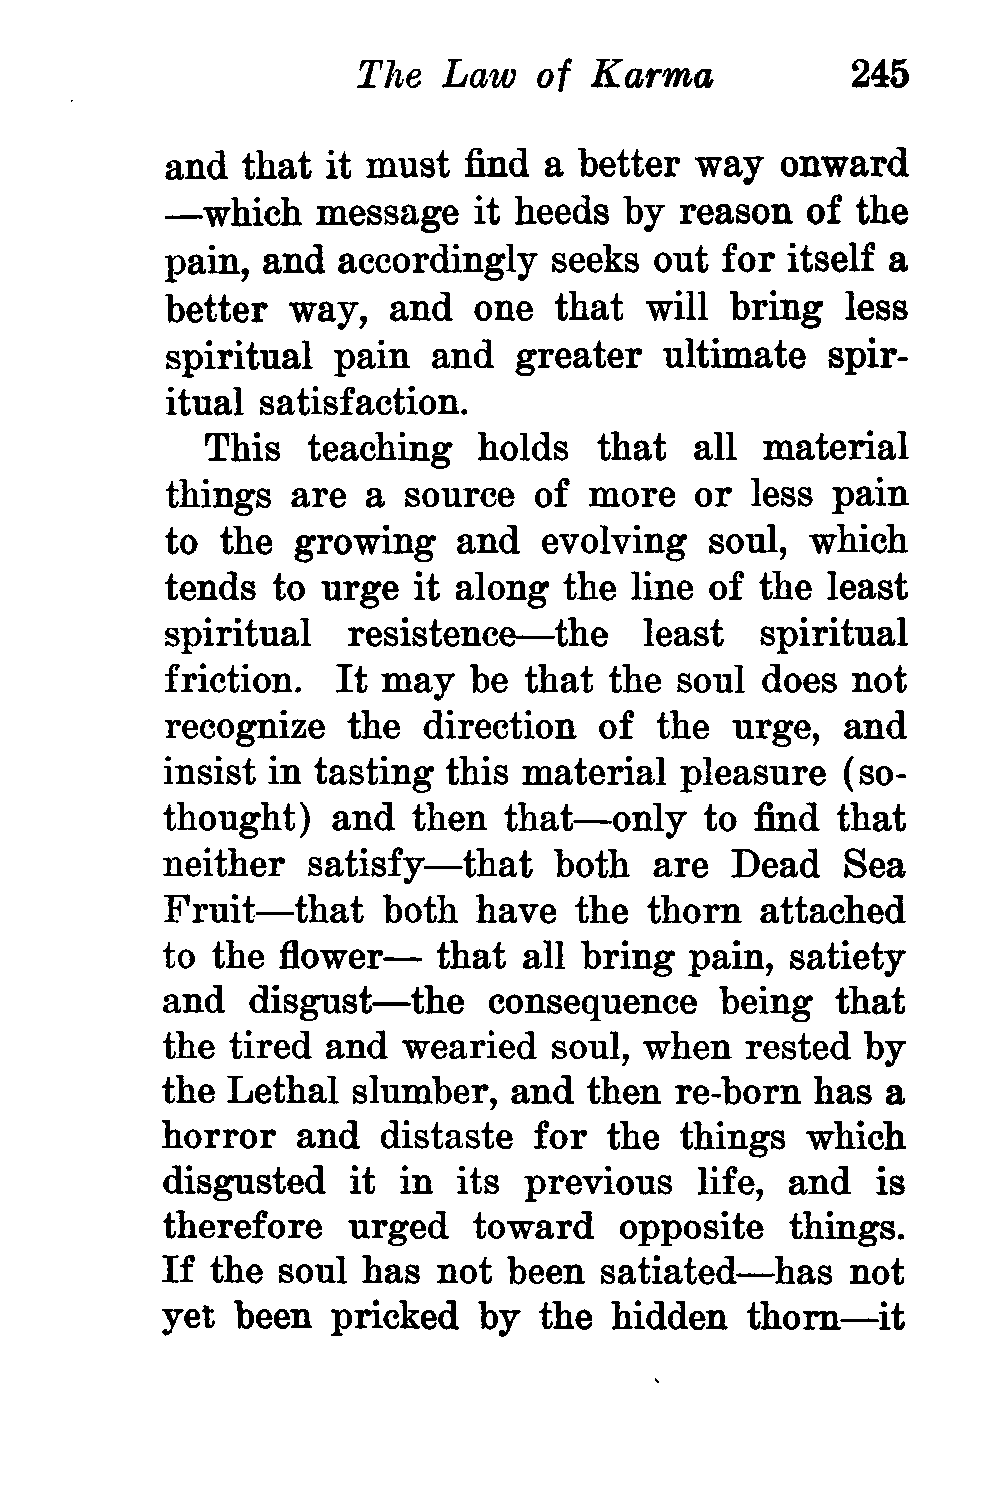 The Law of Karma 245
and that it must find a better way onward
—which message it heeds by reason of the
pain, and accordingly seeks out for itself a
better way, and one that will bring less
spiritual pain and greater ultimate spir-
itual satisfaction.
This teaching holds that all material
things are a source of more or less pain
to the growing and evolving soul, which
tends to urge it along the line of the least
spiritual resistence—the least spiritual
friction. It may be that the soul does not
recognize the direction of the urge, and
insist in tasting this material pleasure (so-
thought) and then that—only to find that
neither satisfy—that both are Dead Sea
Fruit—that both have the thorn attached
to the flower— that all bring pain, satiety
and disgust—the consequence being that
the tired and wearied soul, when rested by
the Lethal slumber, and then re-born has a
horror and distaste for the things which
disgusted it in its previous life, and is
therefore urged toward opposite things.
If the soul has not been satiated—has not
yet been pricked by the hidden thorn—it